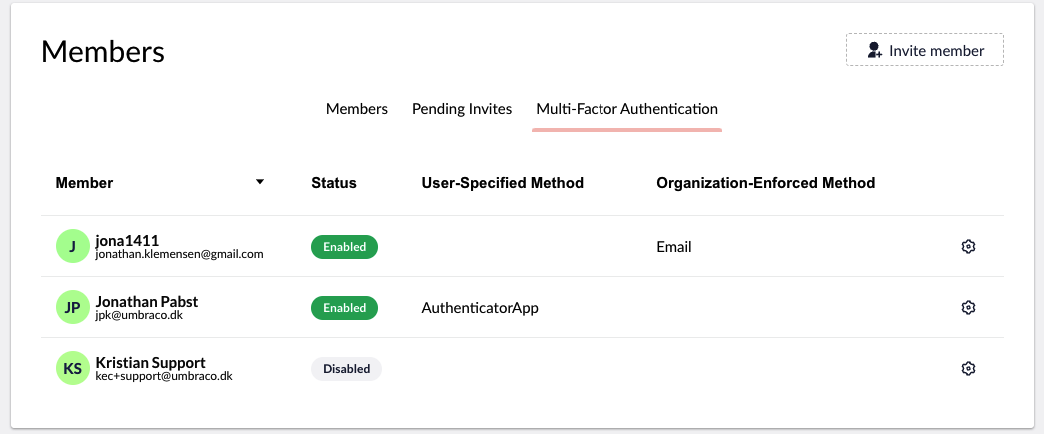 Members
Invite member
Members Pending Invites Multi-Factor Authentication
Member Status User-Specified Method Organization-Enforced Method
J jona1411 Enabled Email
jonathan.klemensen@gmail.com
JP Jonathan Pabst Enabled AuthenticatorApp
jpk@umbraco.dk
KS Kristian Support Disabled
kec+support@umbraco.dk